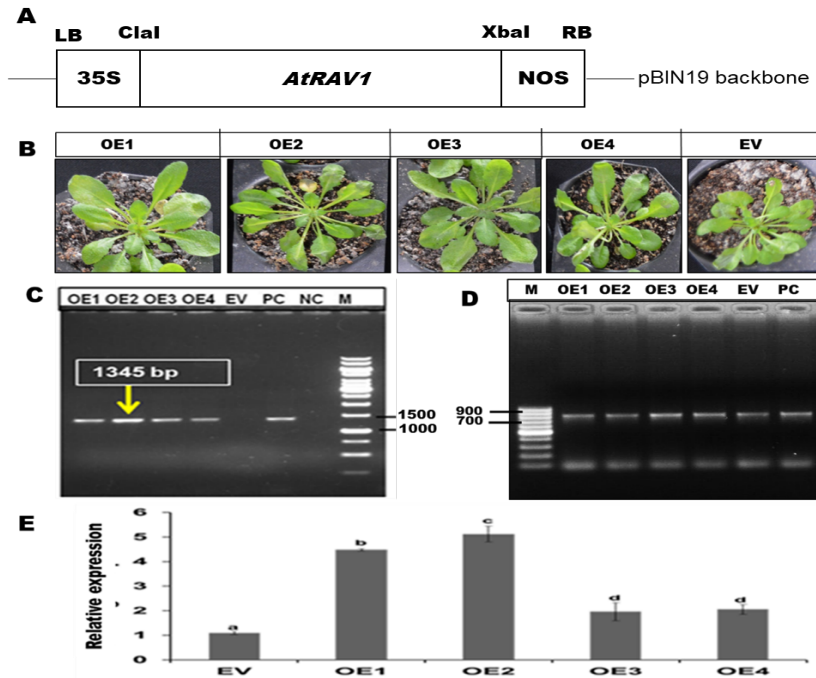 A
LB ClaI XbaI RB
35S AtRAV1 NOS pBIN19 backbone
B
OE1 OE2 OE3 OE4 EV
C
OE1 OE2 OE3 OE4 EV PC NC M
1345 bp
1500
1000
D
M OE1 OE2 OE3 OE4 EV PC
900
700
E
Relative expression
6
5
4
3
2
1
0
a b c d d
EV OE1 OE2 OE3 OE4